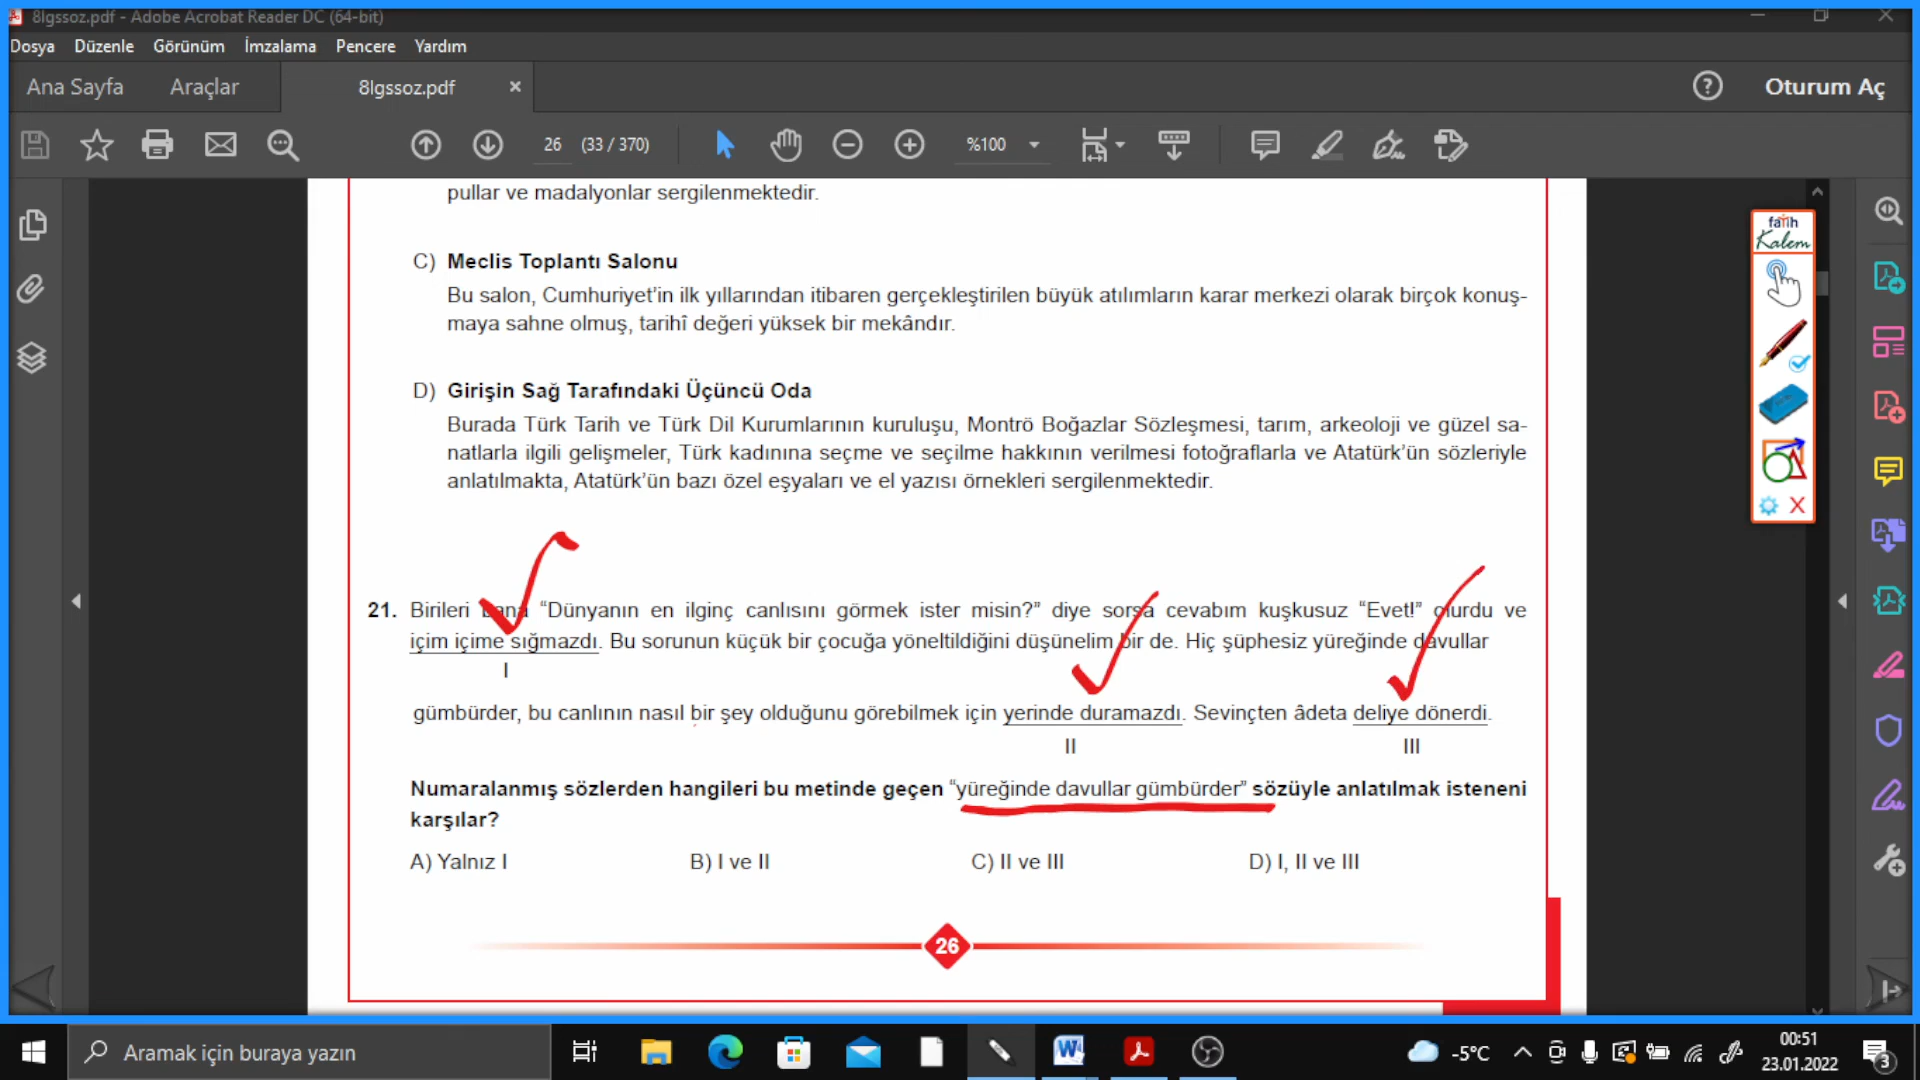 8lgssoz.pdf - Adobe Acrobat Reader DC (64-bit)
Dosya Düzenle Görünüm İmzalama Pencere Yardım
Ana Sayfa Araçlar 8lgssoz.pdf × Oturum Aç
26 (33 / 370) %100
pullar ve madalyonlar sergilenmektedir.
fatih
Kalem
C) Meclis Toplantı Salonu
Bu salon, Cumhuriyet'in ilk yıllarından itibaren gerçekleştirilen büyük atılımların karar merkezi olarak birçok konuş-
maya sahne olmuş, tarihî değeri yüksek bir mekândır.
D) Girişin Sağ Tarafındaki Üçüncü Oda
Burada Türk Tarih ve Türk Dil Kurumlarının kuruluşu, Montrö Boğazlar Sözleşmesi, tarım, arkeoloji ve güzel sa-
natlarla ilgili gelişmeler, Türk kadınına seçme ve seçilme hakkının verilmesi fotoğraflarla ve Atatürk'ün sözleriyle
anlatılmakta, Atatürk'ün bazı özel eşyaları ve el yazısı örnekleri sergilenmektedir.
21. Birileri bana “Dünyanın en ilginç canlısını görmek ister misin?” diye sorsa cevabım kuşkusuz “Evet!” olurdu ve
içim içime sığmazdı. Bu sorunun küçük bir çocuğa yöneltildiğini düşünelim bir de. Hiç şüphesiz yüreğinde davullar
I
gümbürder, bu canlının nasıl bir şey olduğunu görebilmek için yerinde duramazdı. Sevinçten âdeta deliye dönerdi.
II III
Numaralanmış sözlerden hangileri bu metinde geçen “yüreğinde davullar gümbürder” sözüyle anlatılmak isteneni
karşılar?
A) Yalnız I B) I ve II C) II ve III D) I, II ve III
26
Aramak için buraya yazın
-5°C
00:51
23.01.2022
3